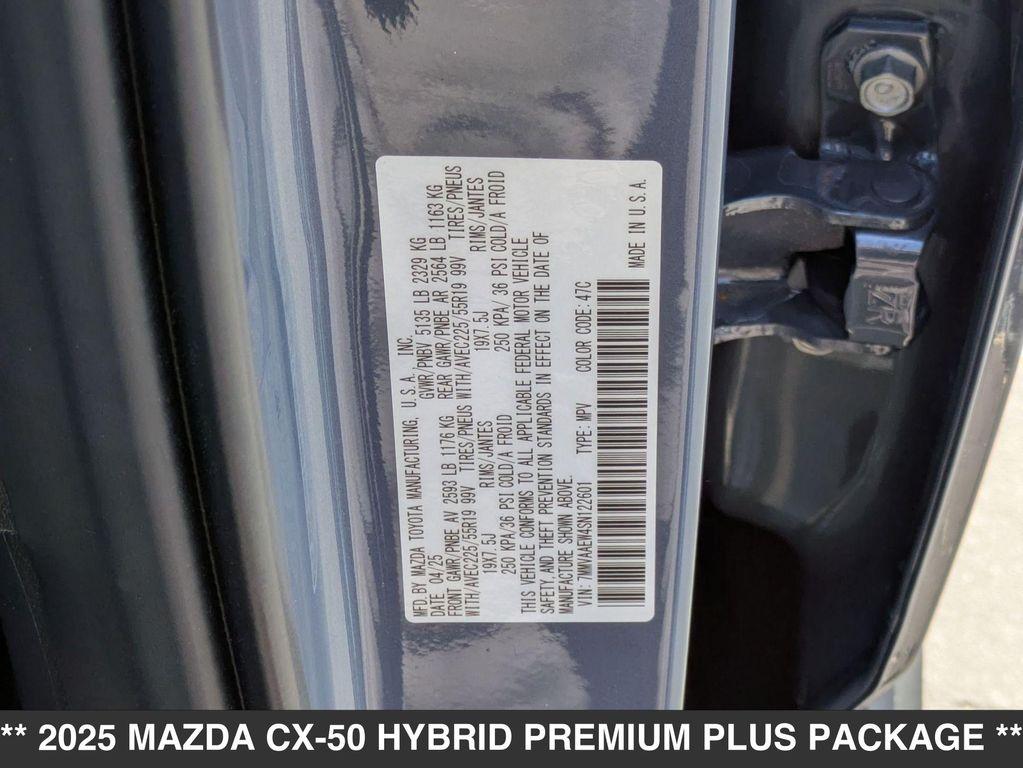 MFD. BY MAZDA TOYOTA MANUFACTURING, U.S.A., INC.
DATE 04/25 GVWR/PNBV 5135 LB 2329 KG
FRONT GAWR/PNBE AV 2593 LB 1176 KG REAR GAWR/PNBE AR 2564 LB 1163 KG
WITH/AVEC225/55R19 99V TIRES/PNEUS WITH/AVEC225/55R19 99V TIRES/PNEUS
19X7.5J RIMS/JANTES 19X7.5J RIMS/JANTES
250 KPA/36 PSI COLD/A FROID 250 KPA/ 36 PSI COLD/A FROID
THIS VEHICLE CONFORMS TO ALL APPLICABLE FEDERAL MOTOR VEHICLE
SAFETY, AND THEFT PREVENTION STANDARDS IN EFFECT ON THE DATE OF
MANUFACTURE SHOWN ABOVE.
VIN: 7MMVAAEW4SN122601 TYPE: MPV COLOR CODE: 47C
MADE IN U.S.A.
ZR
** 2025 MAZDA CX-50 HYBRID PREMIUM PLUS PACKAGE **